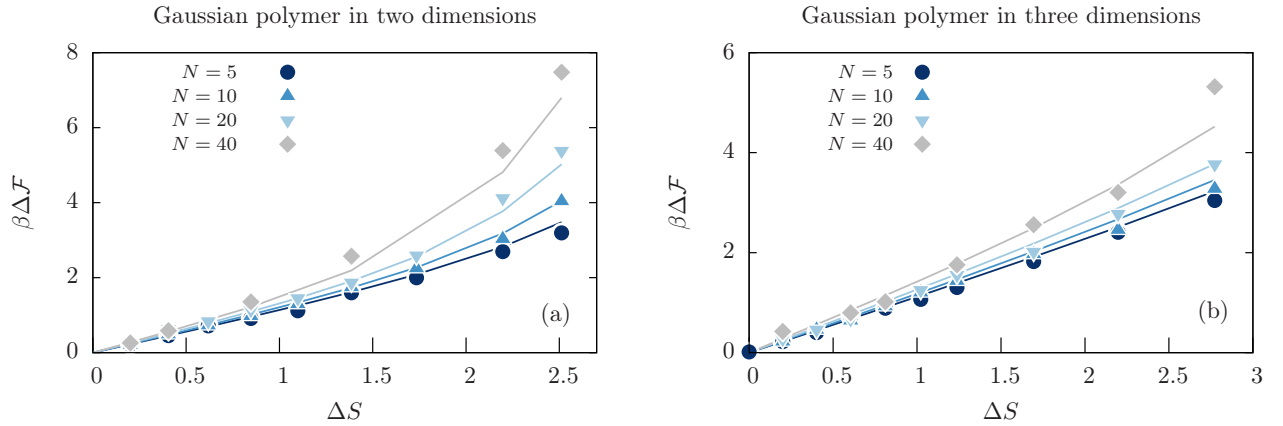 Gaussian polymer in two dimensions
8
6
4
2
0
βΔℱ
N = 5
N = 10
N = 20
N = 40
(a)
0 0.5 1 1.5 2 2.5
ΔS
Gaussian polymer in three dimensions
6
4
2
0
βΔℱ
N = 5
N = 10
N = 20
N = 40
(b)
0 0.5 1 1.5 2 2.5 3
ΔS